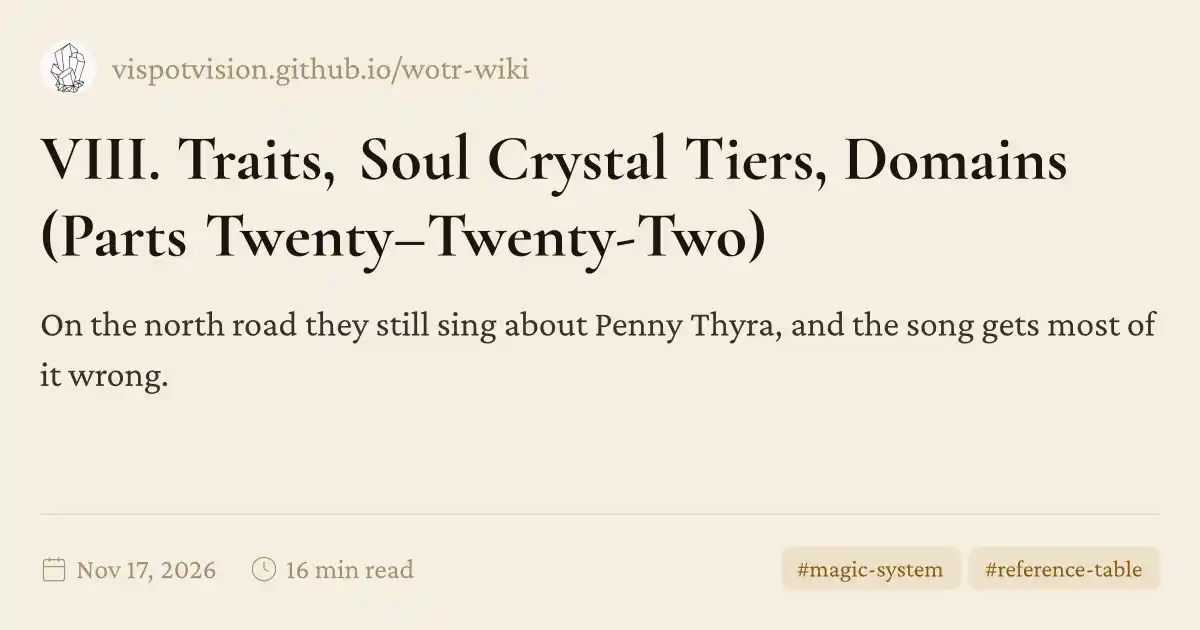 vispotvision.github.io/wotr-wiki
VIII. Traits, Soul Crystal Tiers, Domains
(Parts Twenty–Twenty-Two)
On the north road they still sing about Penny Thyra, and the song gets most of
it wrong.
Nov 17, 2026
16 min read
#magic-system
#reference-table